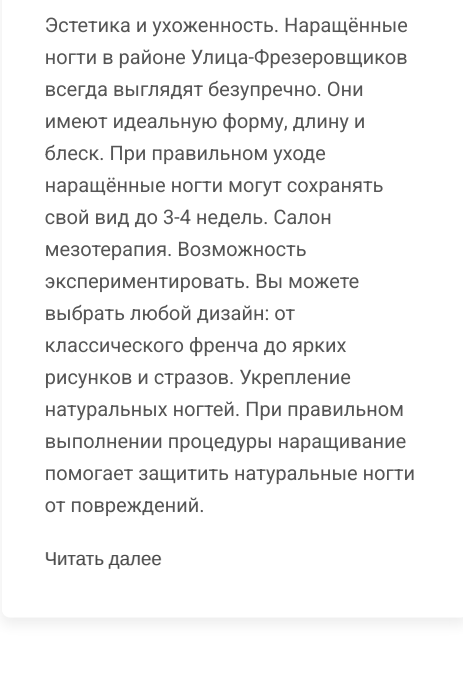 Эстетика и ухоженность. Наращённые
ногти в районе Улица-Фрезеровщиков
всегда выглядят безупречно. Они
имеют идеальную форму, длину и
блеск. При правильном уходе
наращённые ногти могут сохранять
свой вид до 3-4 недель. Салон
мезотерапия. Возможность
экспериментировать. Вы можете
выбрать любой дизайн: от
классического френча до ярких
рисунков и стразов. Укрепление
натуральных ногтей. При правильном
выполнении процедуры наращивание
помогает защитить натуральные ногти
от повреждений.
Читать далее